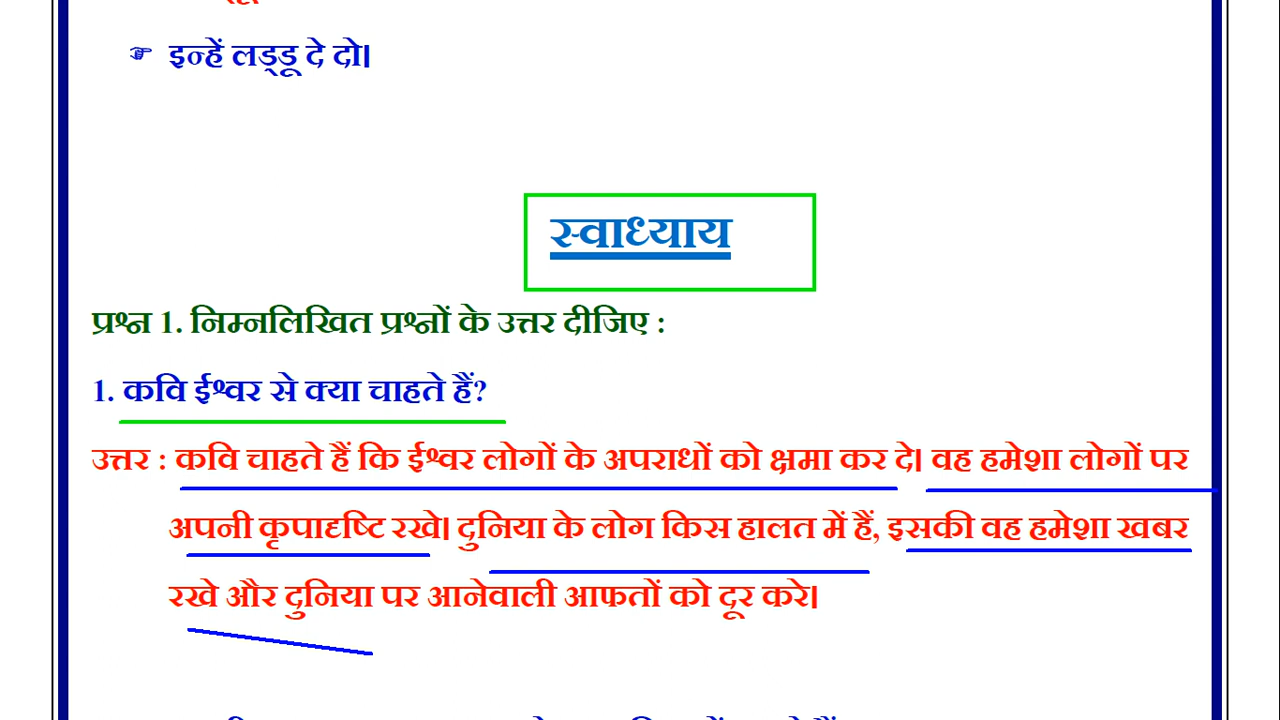 ☞ इन्हें लड्डू दे दो।
स्वाध्याय
प्रश्न 1. निम्नलिखित प्रश्नों के उत्तर दीजिए :
1. कवि ईश्वर से क्या चाहते हैं?
उत्तर : कवि चाहते हैं कि ईश्वर लोगों के अपराधों को क्षमा कर दे। वह हमेशा लोगों पर
अपनी कृपादृष्टि रखे। दुनिया के लोग किस हालत में हैं, इसकी वह हमेशा खबर
रखे और दुनिया पर आनेवाली आफतों को दूर करे।